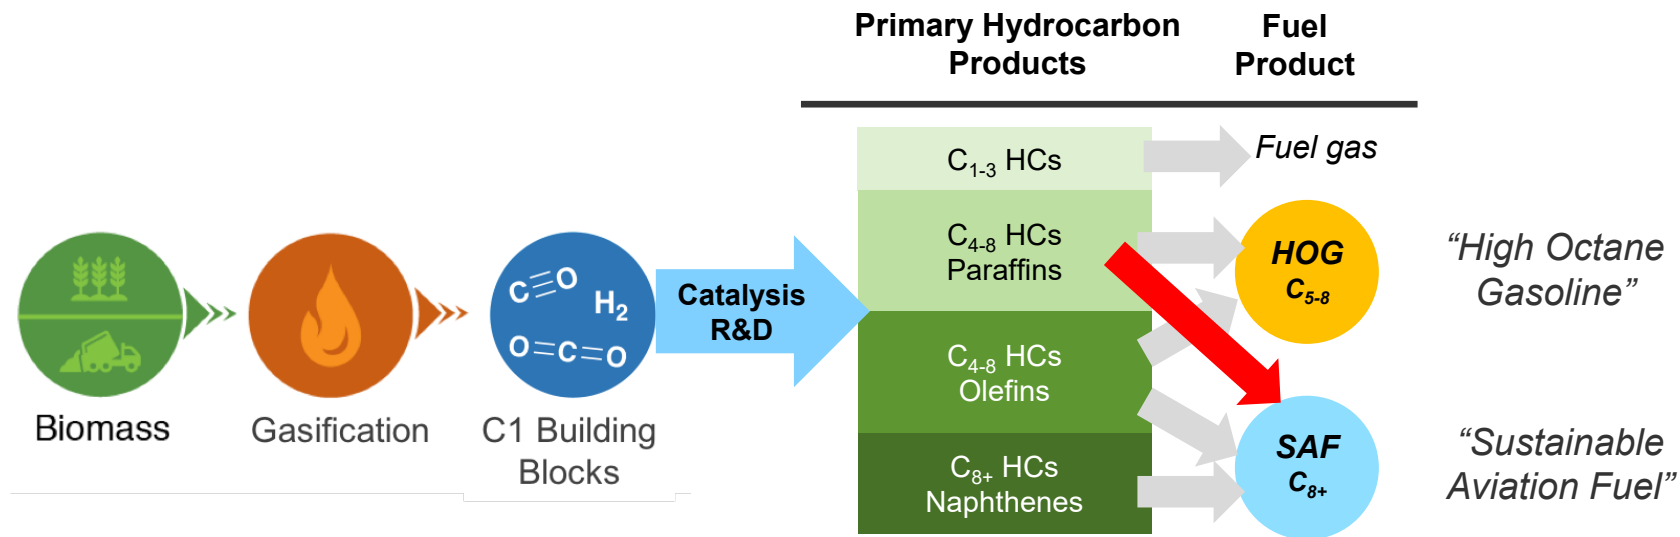 Primary Hydrocarbon
Products
Fuel
Product
C1-3 HCs
Fuel gas
C4-8 HCs
Paraffins
HOG
C5-8
“High Octane
Gasoline”
C≡O
H2
O=C=O
Catalysis
R&D
C4-8 HCs
Olefins
Biomass
Gasification
C1 Building
Blocks
C8+ HCs
Naphthenes
SAF
C8+
“Sustainable
Aviation Fuel”